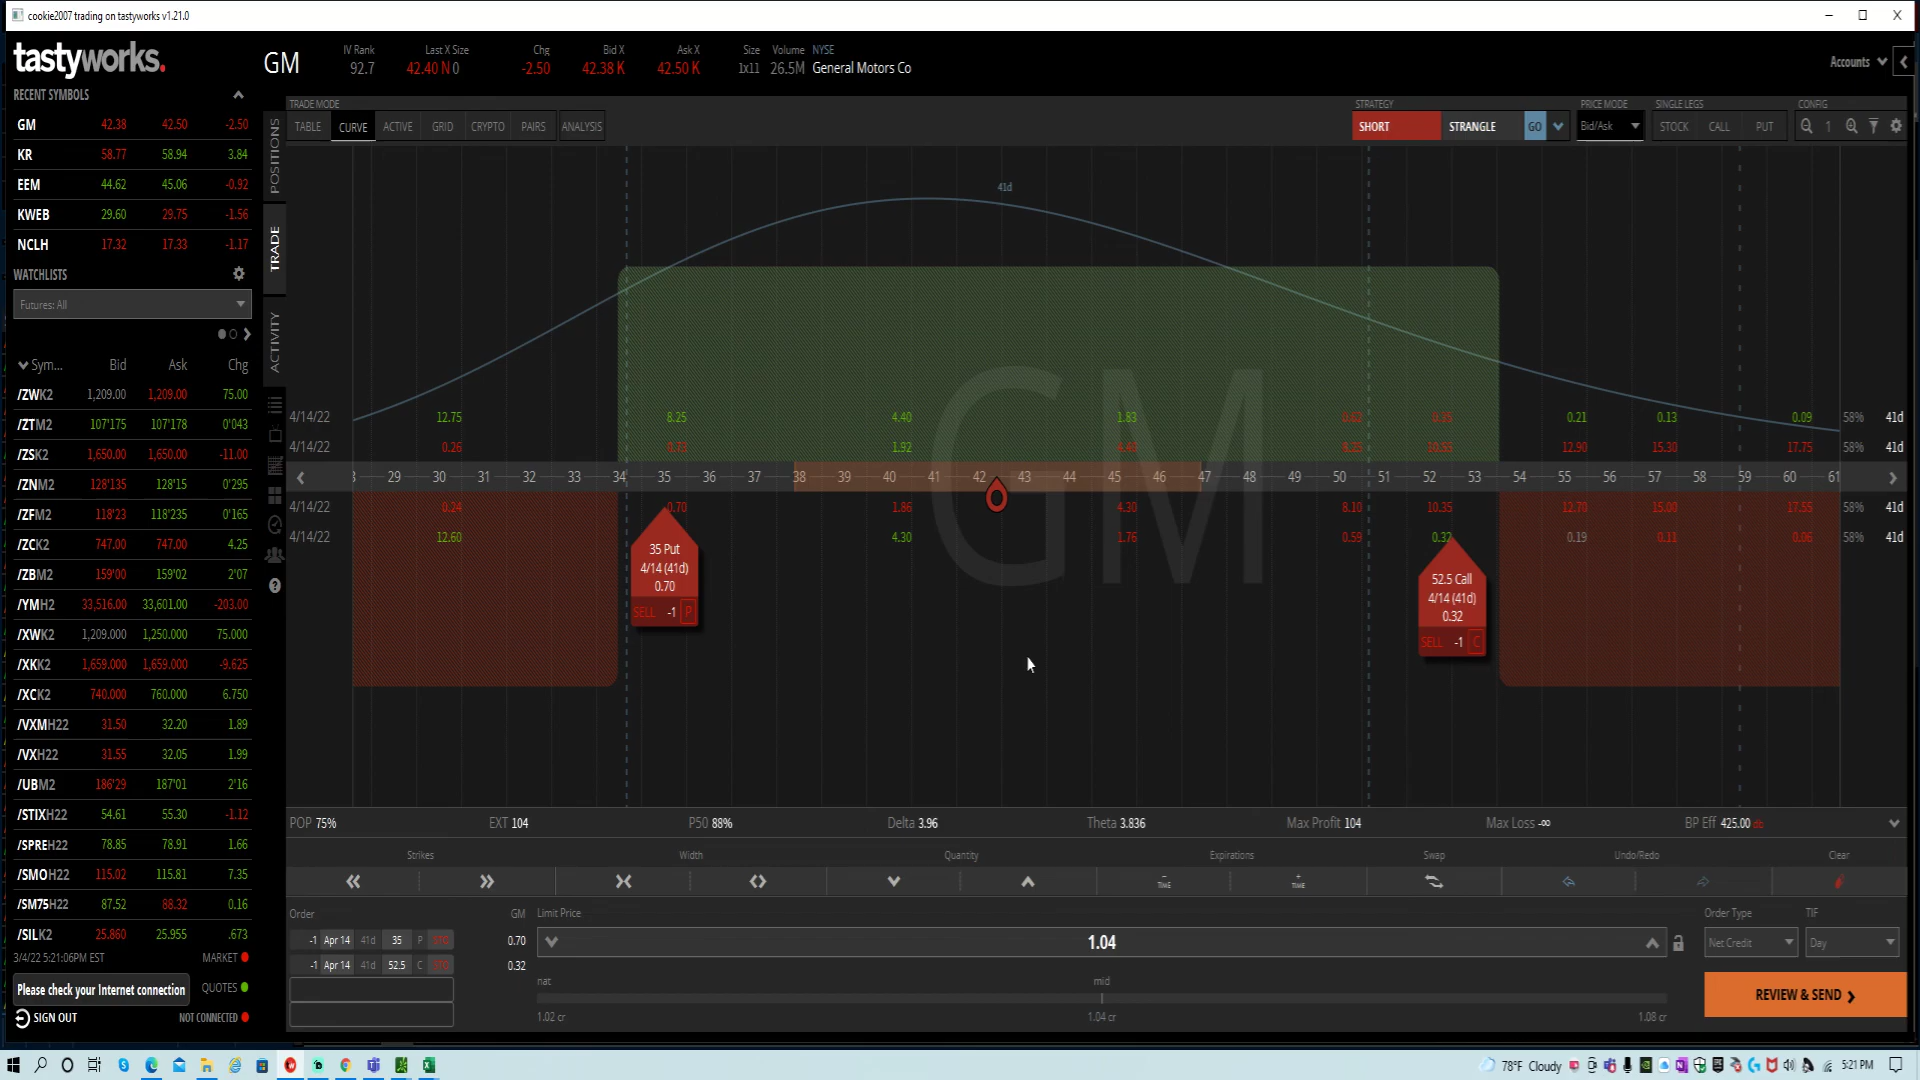 cookie2007 trading on tastyworks v1.21.0
tastyworks.
GM
IV Rank
92.7
Last X Size
42.40 N 0
Chg
-2.50
Bid X
42.38 K
Ask X
42.50 K
Size
1x11
Volume
26.5M
NYSE
General Motors Co
Accounts
RECENT SYMBOLS
GM 42.38 42.50 -2.50
KR 58.77 58.94 3.84
EEM 44.62 45.06 -0.92
KWEB 29.60 29.75 -1.56
NCLH 17.32 17.33 -1.17
WATCHLISTS
Futures: All
Sym... Bid Ask Chg
/ZWK2 1,209.00 1,209.00 75.00
/ZTM2 107'175 107'178 0'043
/ZSK2 1,650.00 1,650.00 -11.00
/ZNM2 128'135 128'15 0'295
/ZFM2 118'23 118'235 0'165
/ZCK2 747.00 747.00 4.25
/ZBM2 159'00 159'02 2'07
/YMH2 33,516.00 33,601.00 -203.00
/XWK2 1,209.000 1,250.000 75.000
/XKK2 1,659.000 1,659.000 -9.625
/XCK2 740.000 760.000 6.750
/VXMH22 31.50 32.20 1.89
/VXH22 31.55 32.05 1.99
/UBM2 186'29 187'01 2'16
/STIXH22 54.61 55.30 -1.12
/SPREH22 78.85 78.91 1.66
/SMOH22 115.02 115.81 7.35
/SM75H22 87.52 88.32 0.16
/SILK2 25.860 25.955 .673
3/4/22 5:21:06PM EST MARKET
Please check your Internet connection QUOTES
SIGN OUT NOT CONNECTED
POSITIONS
TRADE
ACTIVITY
TRADE MODE
TABLE CURVE ACTIVE GRID CRYPTO PAIRS ANALYSIS
STRATEGY
SHORT STRANGLE GO
PRICE MODE
Bid/Ask
SINGLE LEGS
STOCK CALL PUT
CONFIG
1
41d
GM
4/14/22 12.75 8.25 4.40 1.83 0.62 0.35 0.21 0.13 0.09 58% 41d
4/14/22 0.26 0.73 1.92 4.40 8.35 10.55 12.90 15.30 17.75 58% 41d
29 30 31 32 33 34 35 36 37 38 39 40 41 42 43 44 45 46 47 48 49 50 51 52 53 54 55 56 57 58 59 60 61
4/14/22 0.24 0.70 1.86 4.30 8.10 10.35 12.70 15.00 17.55 58% 41d
4/14/22 12.60 4.30 1.76 0.59 0.32 0.19 0.11 0.06 58% 41d
35 Put
4/14 (41d)
0.70
SELL -1 P
52.5 Call
4/14 (41d)
0.32
SELL -1 C
POP 75% EXT 104 P50 88% Delta 3.96 Theta 3.836 Max Profit 104 Max Loss -∞ BP Eff 425.00 dc
Strikes Width Quantity Expirations Swap Undo/Redo Clear
TIME TIME
Order GM Limit Price Order Type TIF
-1 Apr 14 41d 35 P STO 0.70
-1 Apr 14 41d 52.5 C STO 0.32
1.04
Net Credit Day
nat mid
1.02 cr 1.04 cr 1.08 cr
REVIEW & SEND
78°F Cloudy
5:21 PM